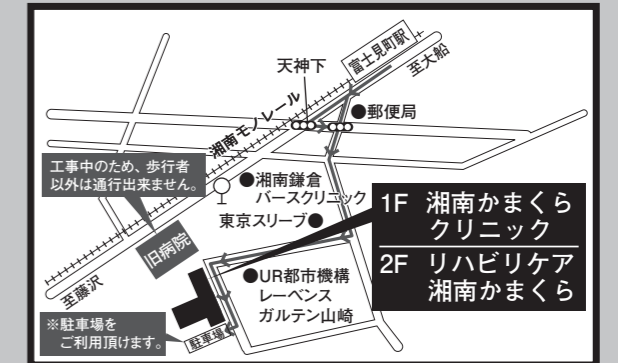 富士見町駅
至大船
天神下
●郵便局
湘南モノレール
工事中のため、歩行者
以外は通行出来ません。
●湘南鎌倉
バースクリニック
東京スリーブ●
旧病院
至藤沢
1F 湘南かまくら
クリニック
2F リハビリケア
湘南かまくら
●UR都市機構
レーベンス
ガルテン山崎
※駐車場を
ご利用頂けます。
駐車場